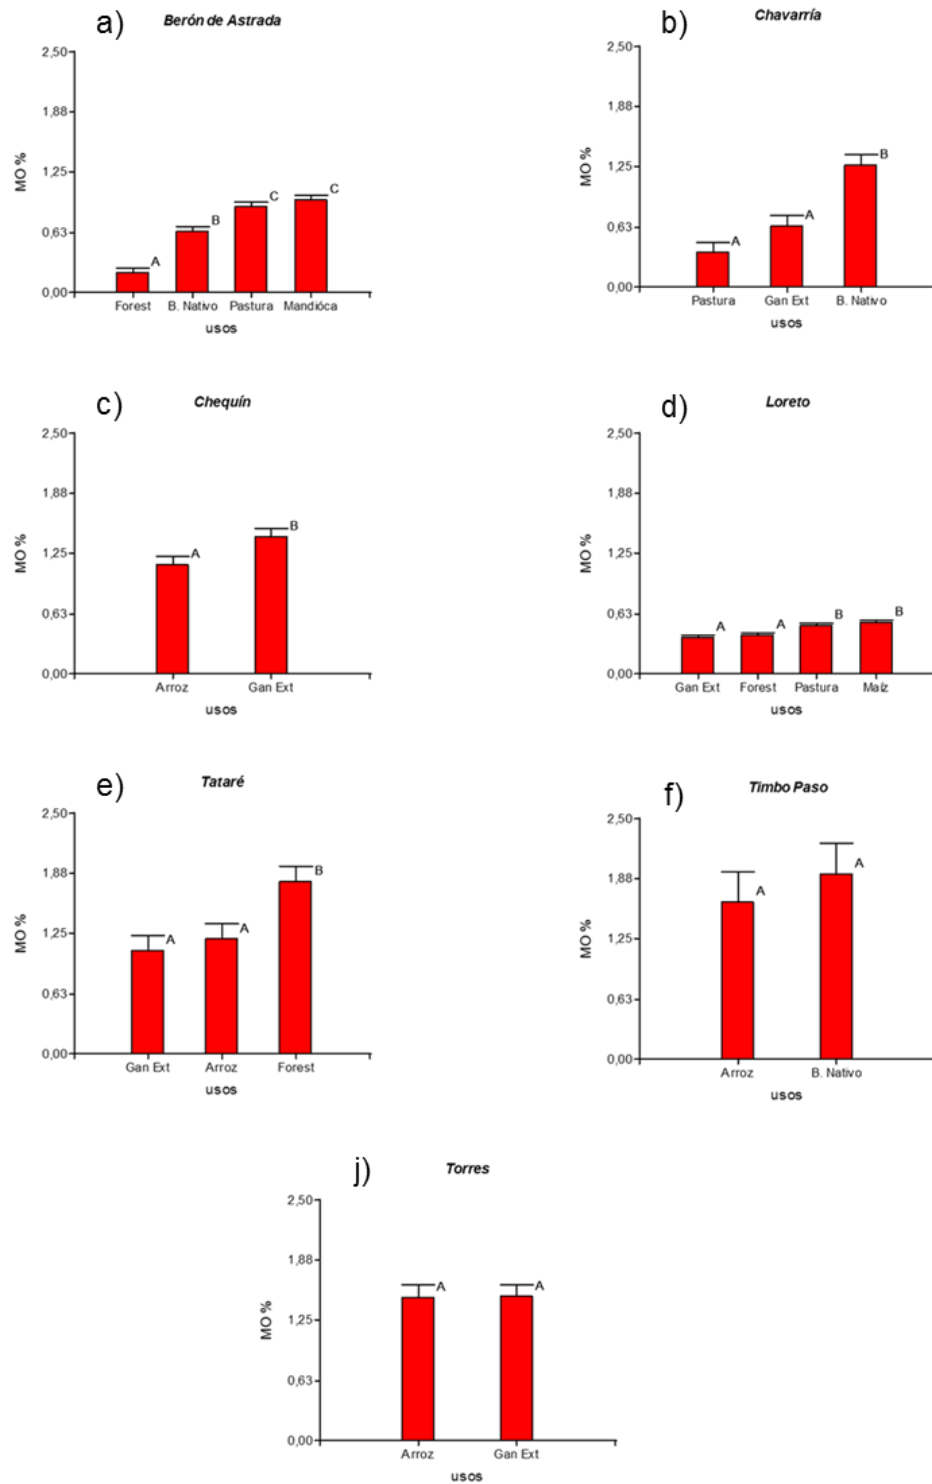 a) Berón de Astrada
2,50
1,88
1,25
0,63
0,00
MO %
A
B
C
C
Forest B. Nativo Pastura Mandióca
usos
b) Chavarría
2,50
1,88
1,25
0,63
0,00
MO %
A
A
B
Pastura Gan Ext B. Nativo
usos
c) Chequín
2,50
1,88
1,25
0,63
0,00
MO %
A
B
Arroz Gan Ext
usos
d) Loreto
2,50
1,88
1,25
0,63
0,00
MO %
A
A
B
B
Gan Ext Forest Pastura Maíz
usos
e) Tataré
2,50
1,88
1,25
0,63
0,00
MO %
A
A
B
Gan Ext Arroz Forest
usos
f) Timbo Paso
2,50
1,88
1,25
0,63
0,00
MO %
A
A
Arroz B. Nativo
usos
j) Torres
2,50
1,88
1,25
0,63
0,00
MO %
A
A
Arroz Gan Ext
usos